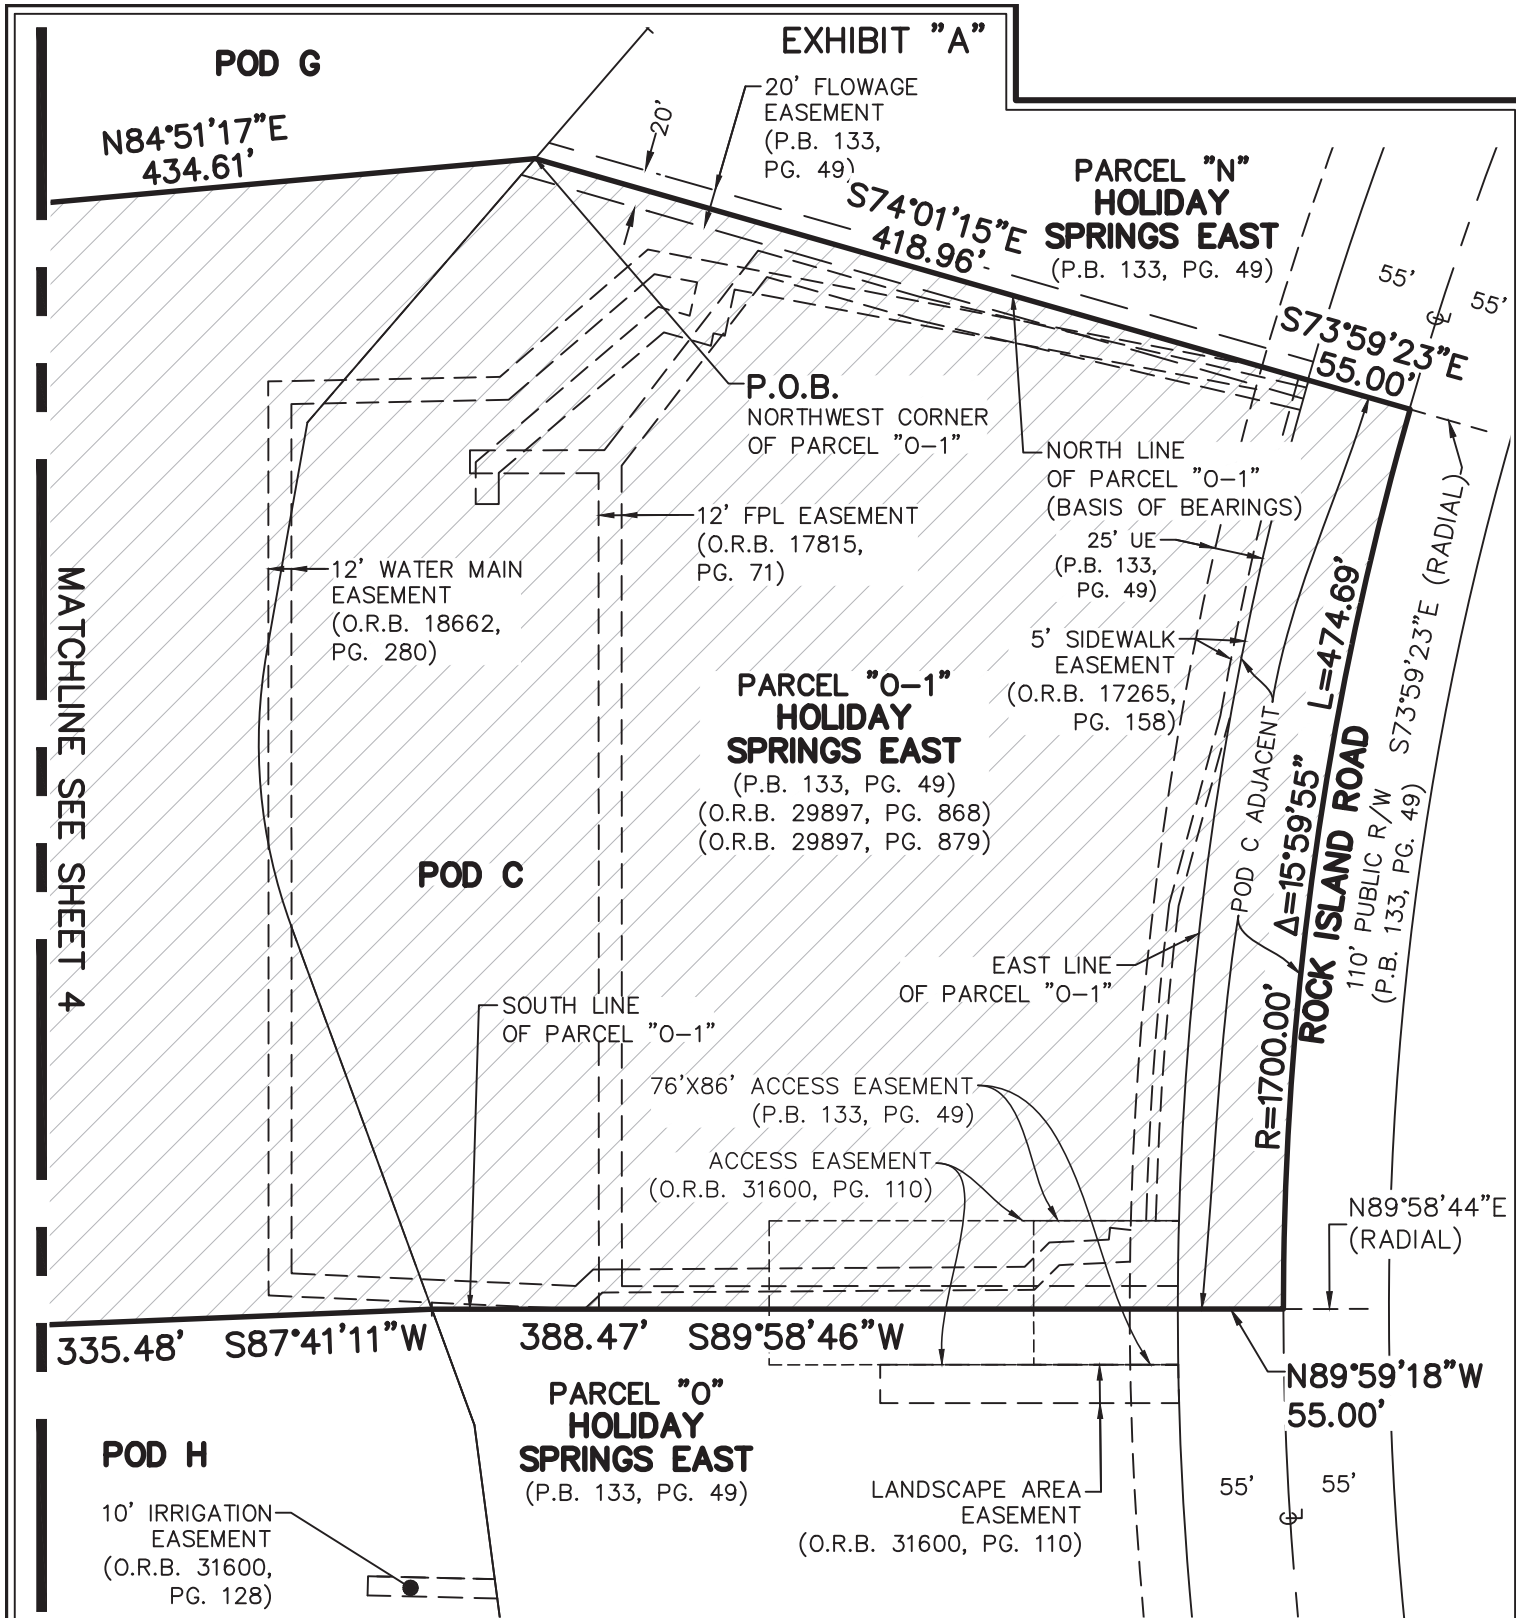 EXHIBIT "A"
POD G
N84°51'17"E
434.61'
20'
20' FLOWAGE
EASEMENT
(P.B. 133,
PG. 49)
S74°01'15"E
418.96'
PARCEL "N"
HOLIDAY
SPRINGS EAST
(P.B. 133, PG. 49)
55'
55'
℄
S73°59'23"E
55.00'
P.O.B.
NORTHWEST CORNER
OF PARCEL "O-1"
NORTH LINE
OF PARCEL "O-1"
(BASIS OF BEARINGS)
12' FPL EASEMENT
(O.R.B. 17815,
PG. 71)
25' UE
(P.B. 133,
PG. 49)
12' WATER MAIN
EASEMENT
(O.R.B. 18662,
PG. 280)
5' SIDEWALK
EASEMENT
(O.R.B. 17265,
PG. 158)
MATCHLINE SEE SHEET 4
PARCEL "O-1"
HOLIDAY
SPRINGS EAST
(P.B. 133, PG. 49)
(O.R.B. 29897, PG. 868)
(O.R.B. 29897, PG. 879)
POD C
POD C ADJACENT
R=1700.00' Δ=15°59'55" L=474.69'
ROCK ISLAND ROAD
110' PUBLIC R/W
(P.B. 133, PG. 49)
S73°59'23"E (RADIAL)
EAST LINE
OF PARCEL "O-1"
SOUTH LINE
OF PARCEL "O-1"
76'X86' ACCESS EASEMENT
(P.B. 133, PG. 49)
ACCESS EASEMENT
(O.R.B. 31600, PG. 110)
N89°58'44"E
(RADIAL)
335.48' S87°41'11"W
388.47' S89°58'46"W
N89°59'18"W
55.00'
PARCEL "O"
HOLIDAY
SPRINGS EAST
(P.B. 133, PG. 49)
POD H
10' IRRIGATION
EASEMENT
(O.R.B. 31600,
PG. 128)
LANDSCAPE AREA
EASEMENT
(O.R.B. 31600, PG. 110)
55'
55'
℄